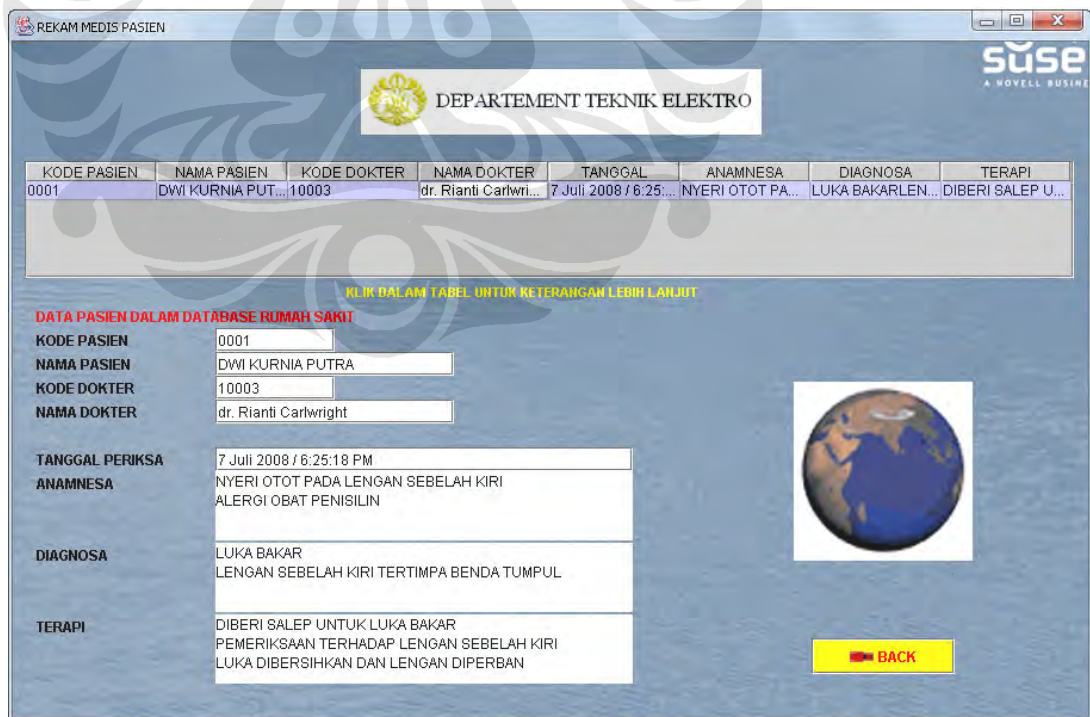 REKAM MEDIS PASIEN
SUSE
A NOVELL BUSINE
DEPARTEMENT TEKNIK ELEKTRO
KODE PASIEN NAMA PASIEN KODE DOKTER NAMA DOKTER TANGGAL ANAMNESA DIAGNOSA TERAPI
0001 DWI KURNIA PUT... 10003 dr. Rianti Carlwri... 7 Juli 2008 / 6:25:... NYERI OTOT PA... LUKA BAKARLEN... DIBERI SALEP U...
KLIK DALAM TABEL UNTUK KETERANGAN LEBIH LANJUT
DATA PASIEN DALAM DATABASE RUMAH SAKIT
KODE PASIEN 0001
NAMA PASIEN DWI KURNIA PUTRA
KODE DOKTER 10003
NAMA DOKTER dr. Rianti Carlwright
TANGGAL PERIKSA 7 Juli 2008 / 6:25:18 PM
ANAMNESA NYERI OTOT PADA LENGAN SEBELAH KIRI
ALERGI OBAT PENISILIN
DIAGNOSA LUKA BAKAR
LENGAN SEBELAH KIRI TERTIMPA BENDA TUMPUL
TERAPI DIBERI SALEP UNTUK LUKA BAKAR
PEMERIKSAAN TERHADAP LENGAN SEBELAH KIRI
LUKA DIBERSIHKAN DAN LENGAN DIPERBAN
BACK